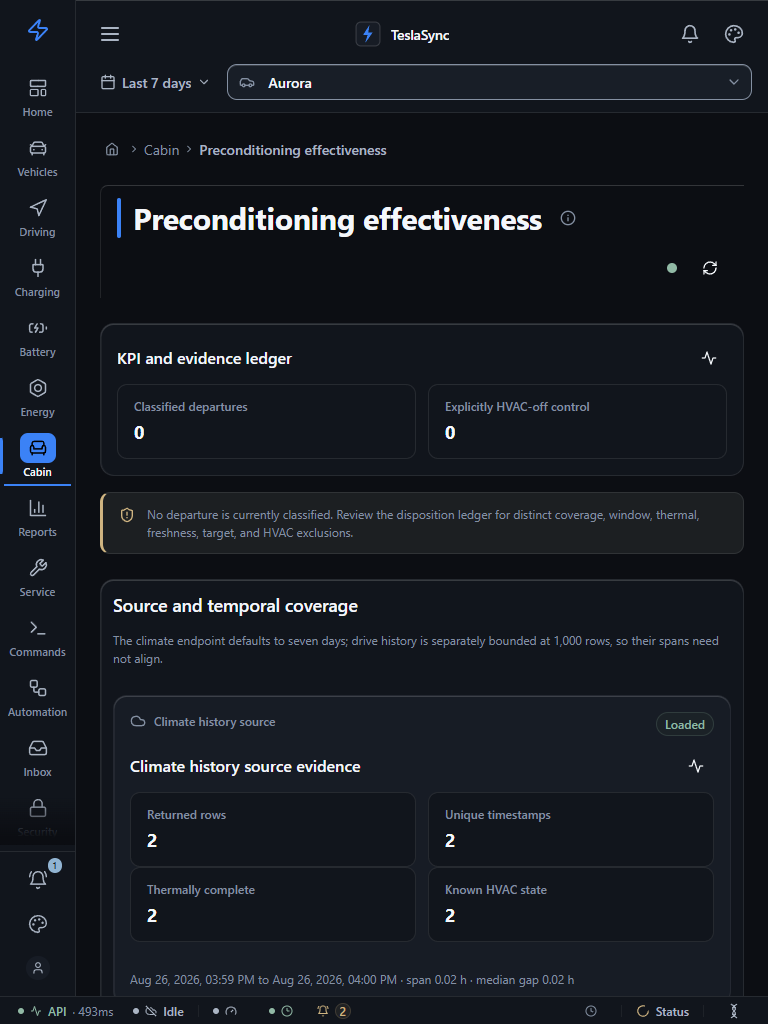 TeslaSync
Last 7 days
Aurora
Home
Vehicles
Driving
Charging
Battery
Energy
Cabin
Reports
Service
Commands
Automation
Inbox
Security
1
Cabin
Preconditioning effectiveness
Preconditioning effectiveness
KPI and evidence ledger
Classified departures
0
Explicitly HVAC-off control
0
No departure is currently classified. Review the disposition ledger for distinct coverage, window, thermal,
freshness, target, and HVAC exclusions.
Source and temporal coverage
The climate endpoint defaults to seven days; drive history is separately bounded at 1,000 rows, so their spans need
not align.
Climate history source
Loaded
Climate history source evidence
Returned rows
2
Unique timestamps
2
Thermally complete
2
Known HVAC state
2
Aug 26, 2026, 03:59 PM to Aug 26, 2026, 04:00 PM · span 0.02 h · median gap 0.02 h
API · 493ms
Idle
2
Status